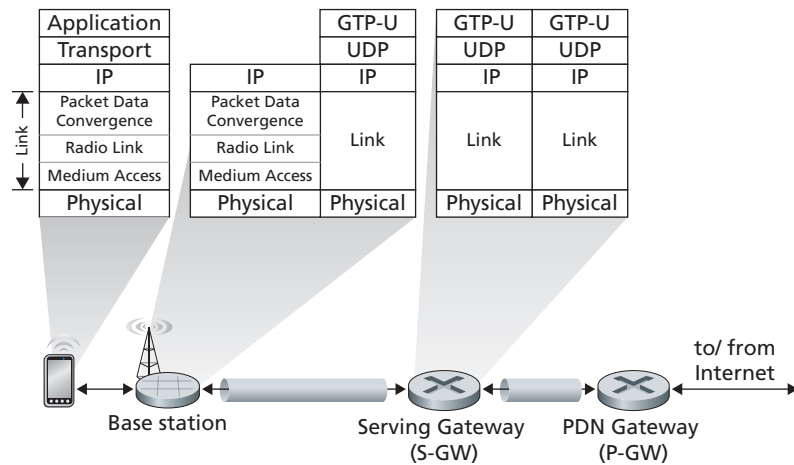 Application
Transport
IP
Packet Data
Convergence
Radio Link
Medium Access
Physical
Link
IP
Packet Data
Convergence
Radio Link
Medium Access
Physical
GTP-U
UDP
IP
Link
Physical
GTP-U
UDP
IP
Link
Physical
GTP-U
UDP
IP
Link
Physical
Base station
Serving Gateway
(S-GW)
PDN Gateway
(P-GW)
to/ from
Internet